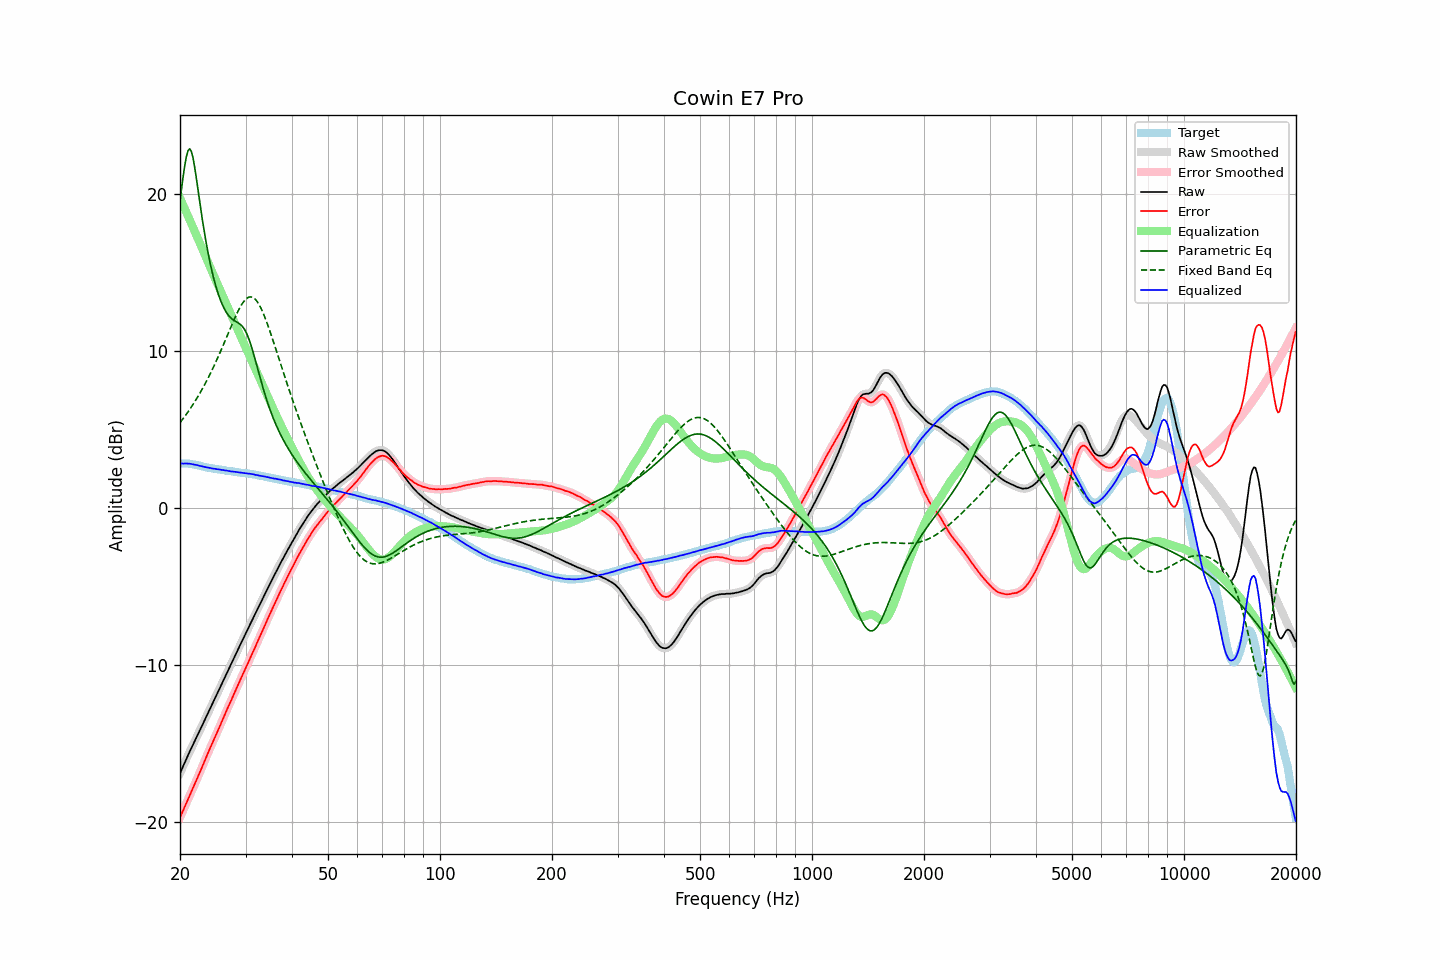 Cowin E7 Pro
Target
Raw Smoothed
Error Smoothed
Raw
Error
Equalization
Parametric Eq
Fixed Band Eq
Equalized
Amplitude (dBr)
20
10
0
−10
−20
20 50 100 200 500 1000 2000 5000 10000 20000
Frequency (Hz)